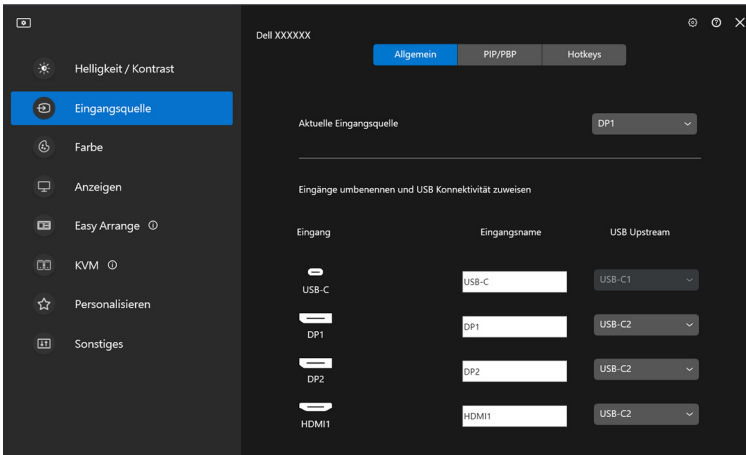 Dell XXXXXX
Allgemein PIP/PBP Hotkeys
Helligkeit / Kontrast
Eingangsquelle
Farbe
Anzeigen
Easy Arrange
KVM
Personalisieren
Sonstiges
Aktuelle Eingangsquelle DP1
Eingänge umbenennen und USB Konnektivität zuweisen
Eingang Eingangsname USB Upstream
USB-C USB-C USB-C1
DP1 DP1 USB-C2
DP2 DP2 USB-C2
HDMI1 HDMI1 USB-C2